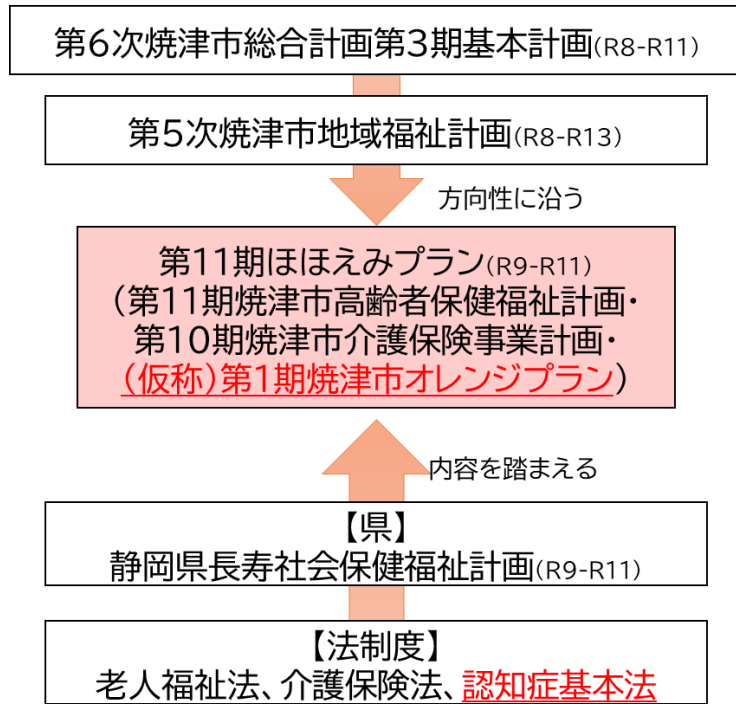 第6次焼津市総合計画第3期基本計画(R8-R11)
第5次焼津市地域福祉計画(R8-R13)
方向性に沿う
第11期ほほえみプラン(R9-R11)
(第11期焼津市高齢者保健福祉計画・
第10期焼津市介護保険事業計画・
(仮称)第1期焼津市オレンジプラン)
内容を踏まえる
【県】
静岡県長寿社会保健福祉計画(R9-R11)
【法制度】
老人福祉法、介護保険法、認知症基本法